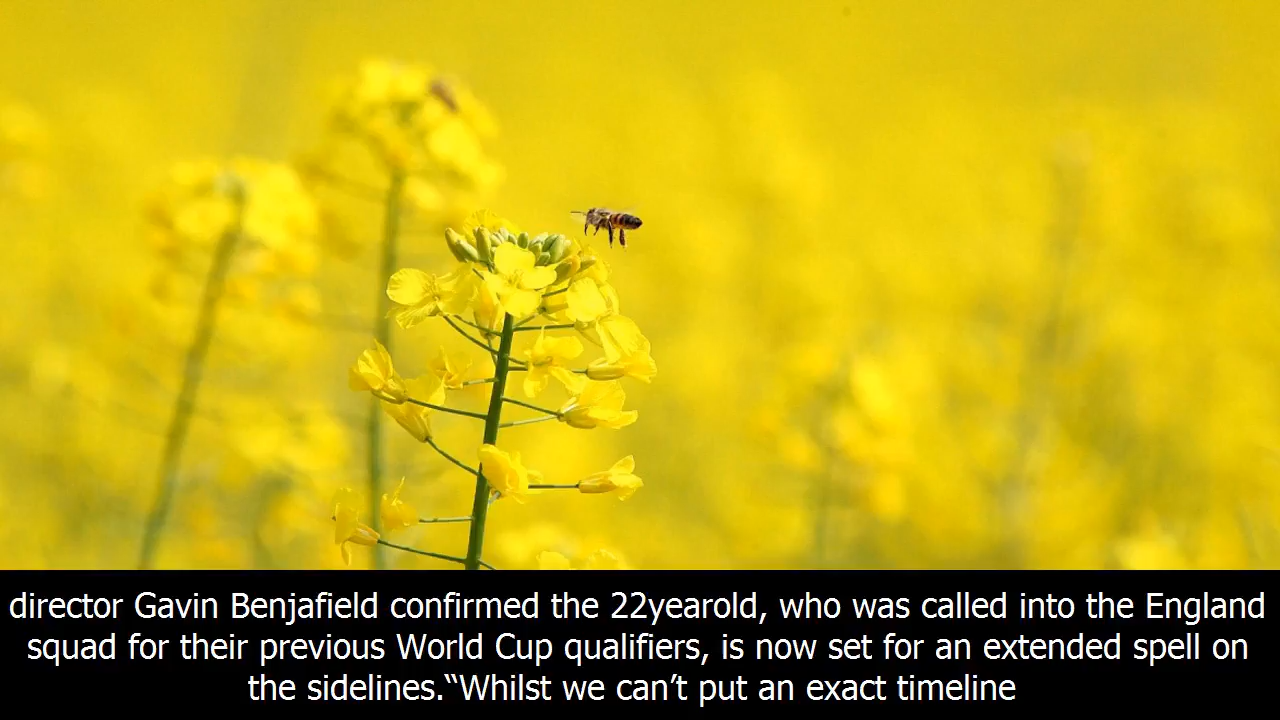 director Gavin Benjafield confirmed the 22yearold, who was called into the England
squad for their previous World Cup qualifiers, is now set for an extended spell on
the sidelines.“Whilst we can’t put an exact timeline